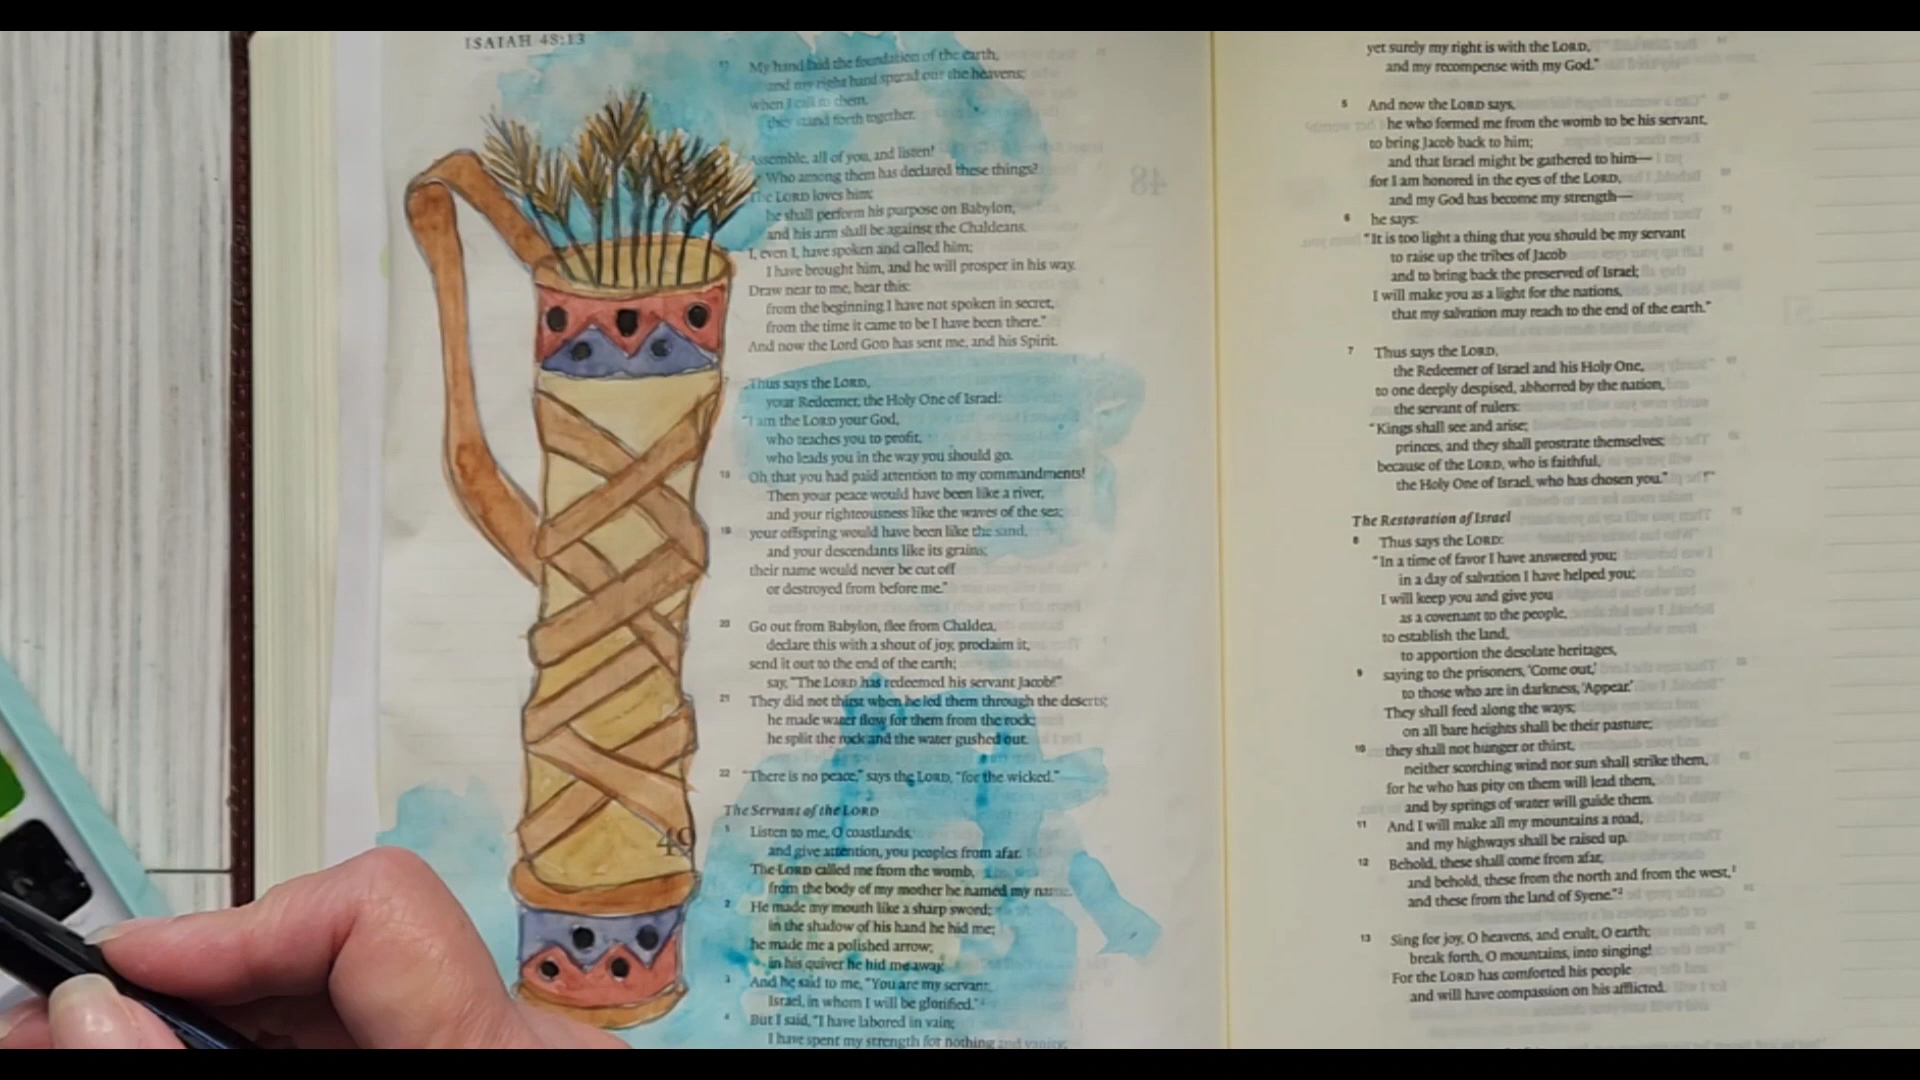 ISAIAH 48:13
13 My hand laid the foundation of the earth,
and my right hand spread out the heavens;
when I call to them,
they stand forth together.
Assemble, all of you, and listen!
Who among them has declared these things?
The LORD loves him;
he shall perform his purpose on Babylon,
and his arm shall be against the Chaldeans.
I, even I, have spoken and called him;
I have brought him, and he will prosper in his way.
Draw near to me, hear this:
from the beginning I have not spoken in secret,
from the time it came to be I have been there."
And now the Lord GOD has sent me, and his Spirit.
Thus says the LORD,
your Redeemer, the Holy One of Israel:
"I am the LORD your God,
who teaches you to profit,
who leads you in the way you should go.
18 Oh that you had paid attention to my commandments!
Then your peace would have been like a river,
and your righteousness like the waves of the sea;
19 your offspring would have been like the sand,
and your descendants like its grains;
their name would never be cut off
or destroyed from before me."
20 Go out from Babylon, flee from Chaldea,
declare this with a shout of joy, proclaim it,
send it out to the end of the earth;
say, "The LORD has redeemed his servant Jacob!"
21 They did not thirst when he led them through the deserts;
he made water flow for them from the rock;
he split the rock and the water gushed out.
22 "There is no peace," says the LORD, "for the wicked."
The Servant of the LORD
49
1 Listen to me, O coastlands,
and give attention, you peoples from afar.
The LORD called me from the womb,
from the body of my mother he named my name.
2 He made my mouth like a sharp sword;
in the shadow of his hand he hid me;
he made me a polished arrow;
in his quiver he hid me away.
3 And he said to me, "You are my servant,
Israel, in whom I will be glorified."
4 But I said, "I have labored in vain;
I have spent my strength for nothing and vanity;
yet surely my right is with the LORD,
and my recompense with my God."
5 And now the LORD says,
he who formed me from the womb to be his servant,
to bring Jacob back to him;
and that Israel might be gathered to him—
for I am honored in the eyes of the LORD,
and my God has become my strength—
6 he says:
"It is too light a thing that you should be my servant
to raise up the tribes of Jacob
and to bring back the preserved of Israel;
I will make you as a light for the nations,
that my salvation may reach to the end of the earth."
7 Thus says the LORD,
the Redeemer of Israel and his Holy One,
to one deeply despised, abhorred by the nation,
the servant of rulers:
"Kings shall see and arise;
princes, and they shall prostrate themselves;
because of the LORD, who is faithful,
the Holy One of Israel, who has chosen you."
The Restoration of Israel
8 Thus says the LORD:
"In a time of favor I have answered you;
in a day of salvation I have helped you;
I will keep you and give you
as a covenant to the people,
to establish the land,
to apportion the desolate heritages,
9 saying to the prisoners, 'Come out,'
to those who are in darkness, 'Appear.'
They shall feed along the ways;
on all bare heights shall be their pasture;
10 they shall not hunger or thirst,
neither scorching wind nor sun shall strike them,
for he who has pity on them will lead them,
and by springs of water will guide them.
11 And I will make all my mountains a road,
and my highways shall be raised up.
12 Behold, these shall come from afar,
and behold, these from the north and from the west,1
and these from the land of Syene."2
13 Sing for joy, O heavens, and exult, O earth;
break forth, O mountains, into singing!
For the LORD has comforted his people
and will have compassion on his afflicted.